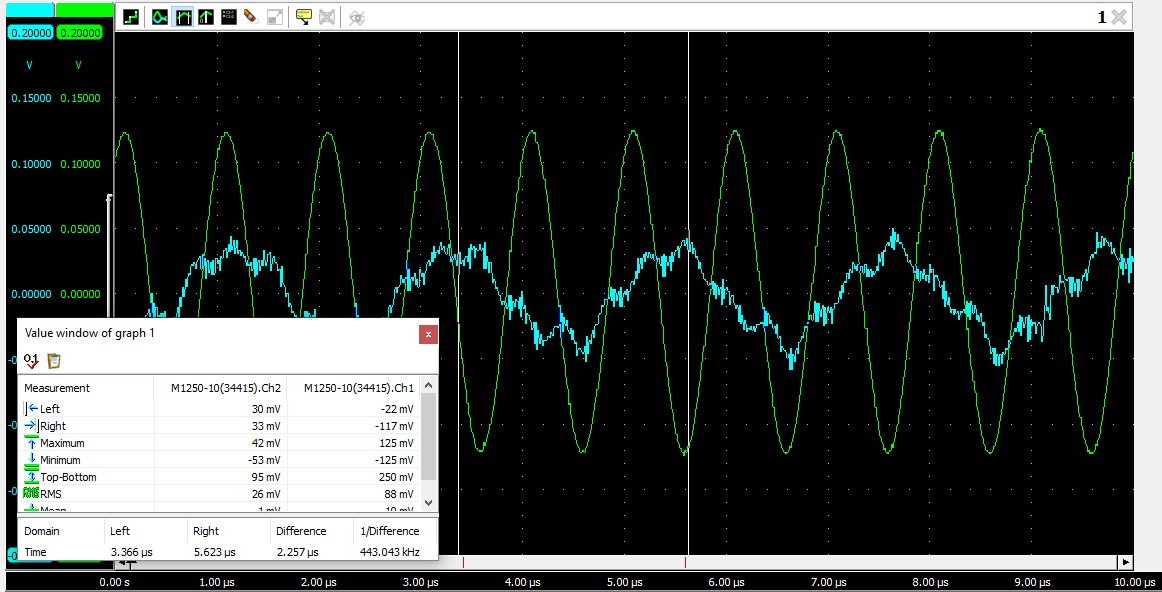 1
0.20000 0.20000
V V
0.15000 0.15000
0.10000 0.10000
0.05000 0.05000
0.00000 0.00000
Value window of graph 1
Measurement M1250-10(34415).Ch2 M1250-10(34415).Ch1
Left 30 mV -22 mV
Right 33 mV -117 mV
Maximum 42 mV 125 mV
Minimum -53 mV -125 mV
Top-Bottom 95 mV 250 mV
RMS RMS 26 mV 88 mV
Mean 1 mV 10 mV
Domain Left Right Difference 1/Difference
Time 3.366 µs 5.623 µs 2.257 µs 443.043 kHz
0.00 s 1.00 µs 2.00 µs 3.00 µs 4.00 µs 5.00 µs 6.00 µs 7.00 µs 8.00 µs 9.00 µs 10.00 µs